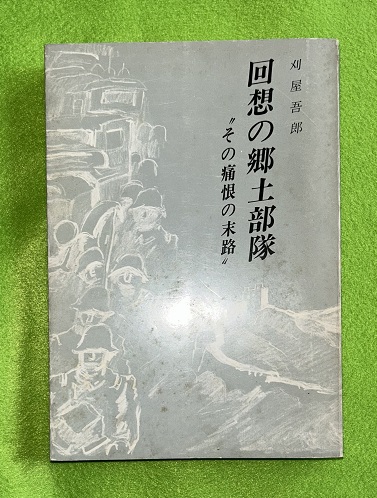 刈屋吾郎
回想の郷土部隊
〝その痛恨の末路〟